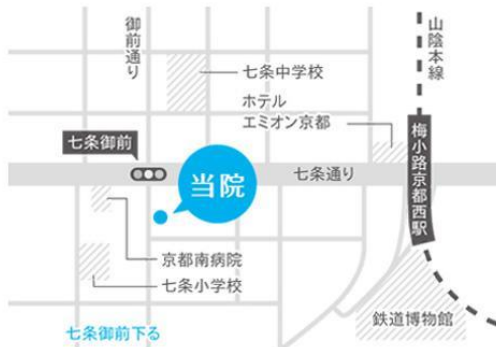 御前通り
山陰本線
七条中学校
ホテル
エミオン京都
七条御前
梅小路京都西駅
当院
七条通り
京都南病院
七条小学校
鉄道博物館
七条御前下る